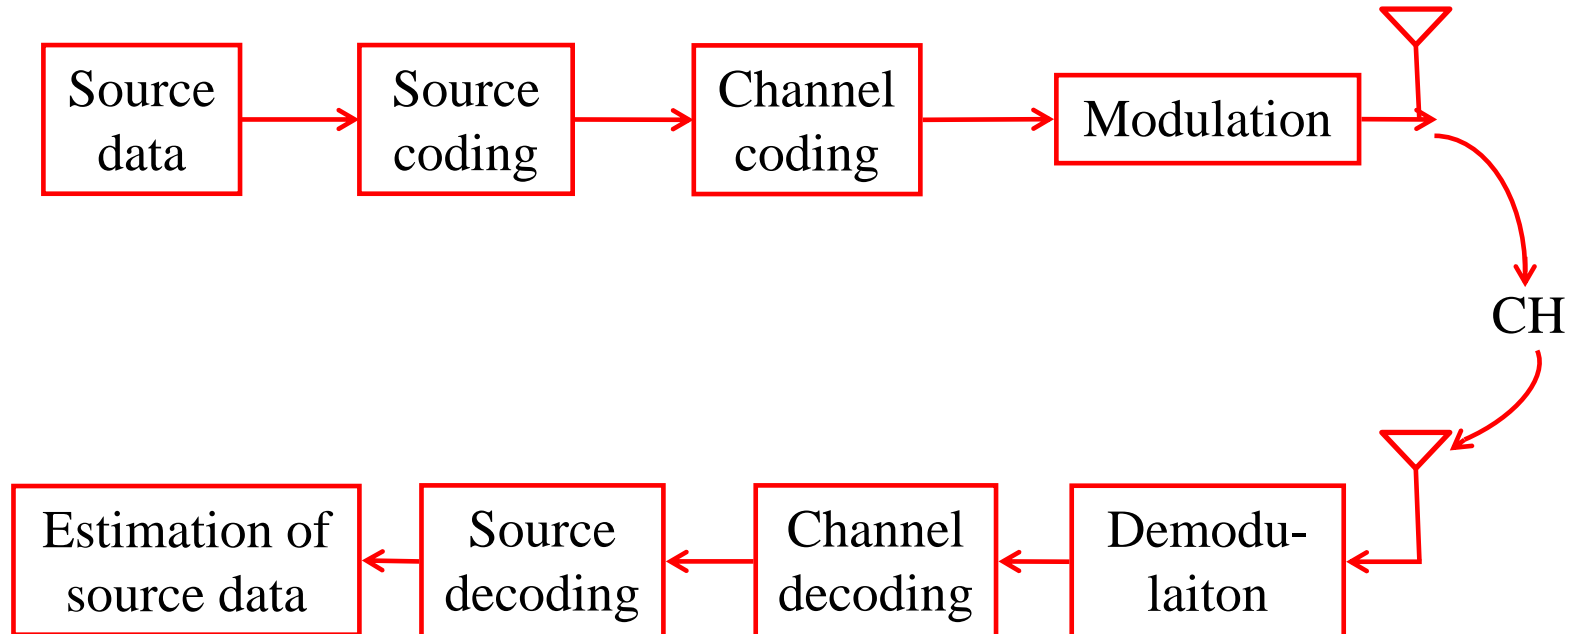 Source
data
Source
coding
Channel
coding
Modulation
CH
Estimation of
source data
Source
decoding
Channel
decoding
Demodu-
laiton